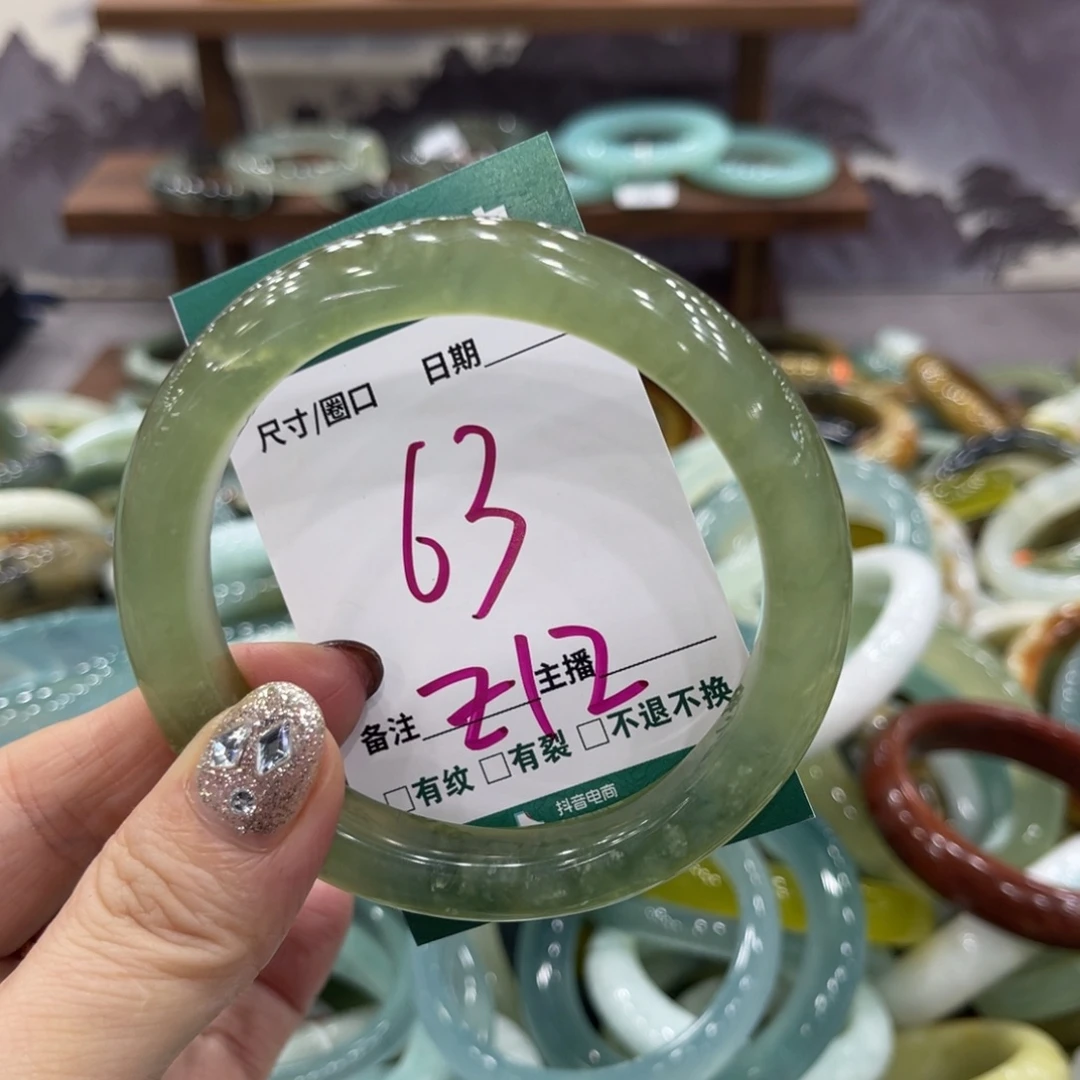 日期
尺寸/圈口
63
Z12
主播
备注
□有纹 □有裂 □不退不换
抖音电商